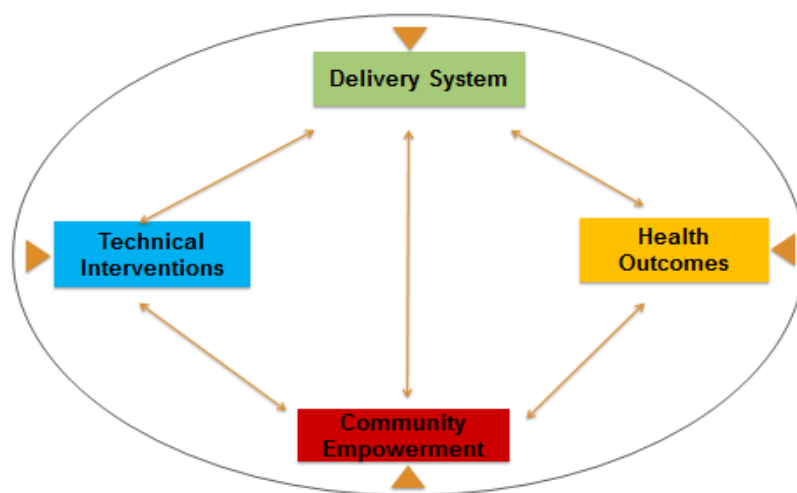 Delivery System
Technical
Interventions
Health
Outcomes
Community
Empowerment